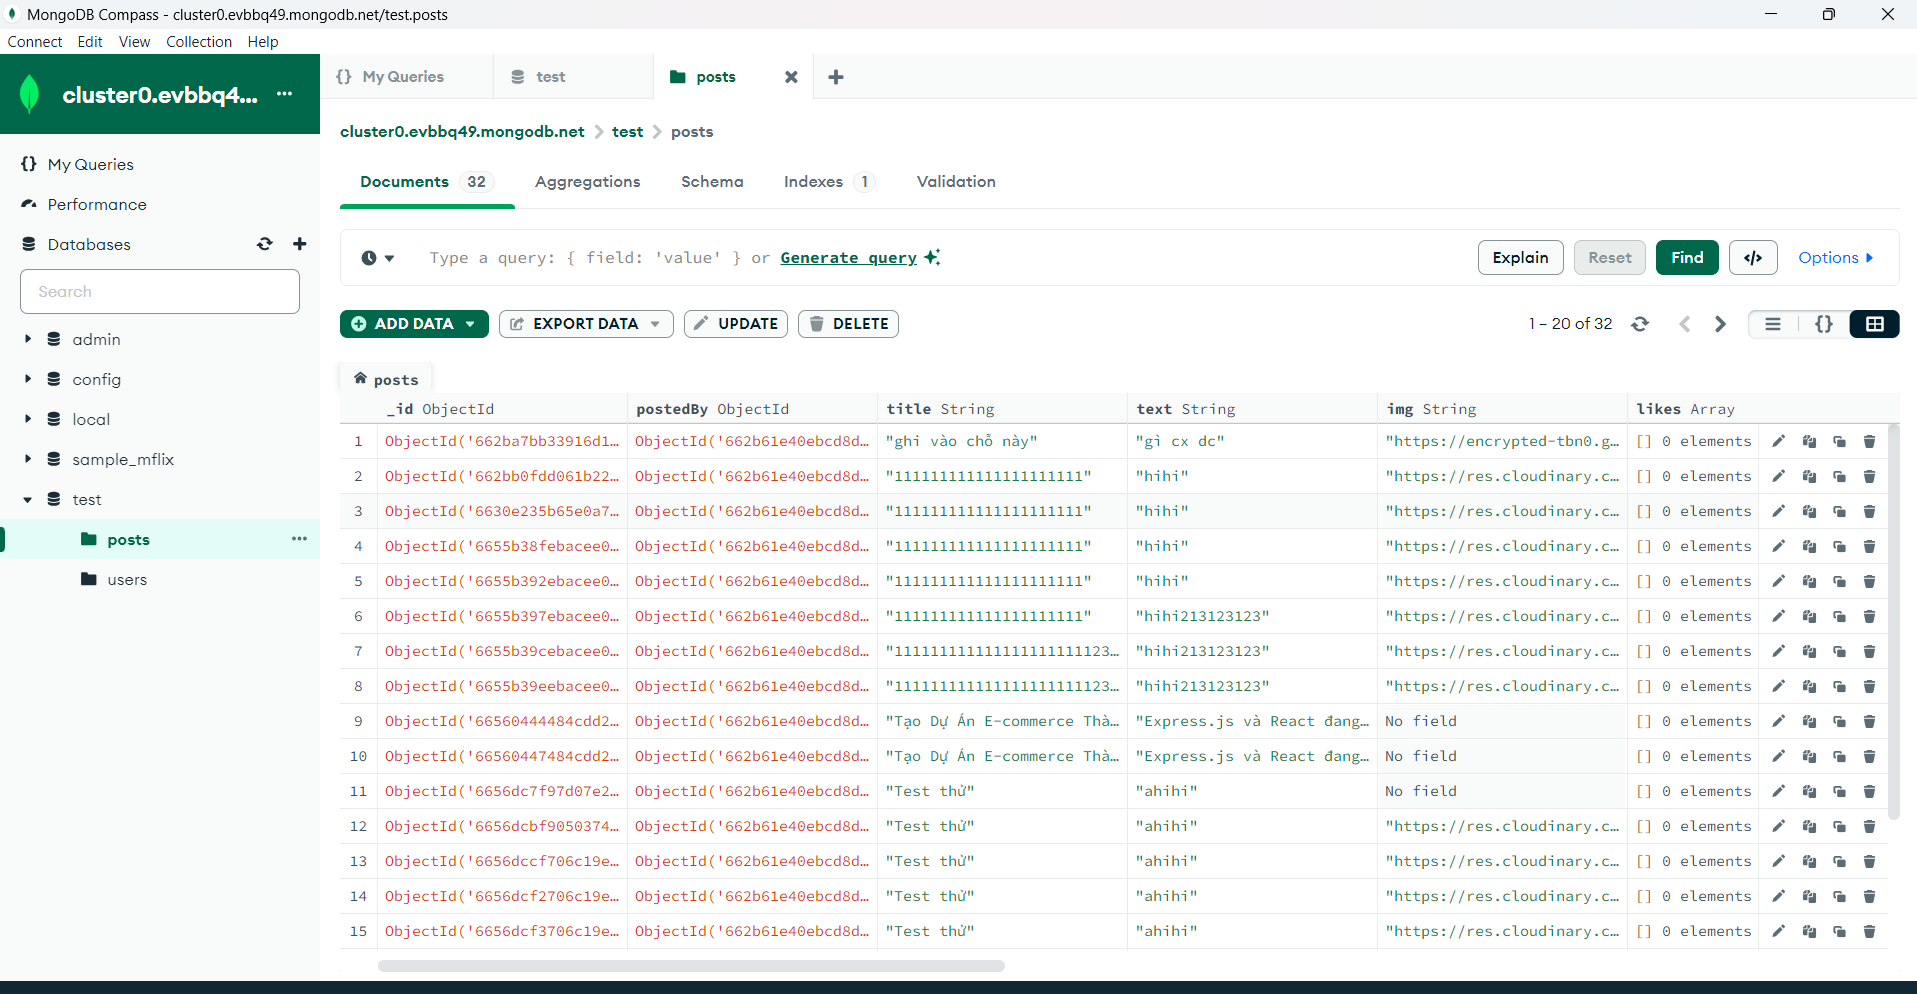 MongoDB Compass - cluster0.evbbq49.mongodb.net/test.posts
Connect Edit View Collection Help
cluster0.evbbq4...
My Queries
Performance
Databases
Search
admin
config
local
sample_mflix
test
posts
users
{} My Queries test posts
cluster0.evbbq49.mongodb.net > test > posts
Documents 32 Aggregations Schema Indexes 1 Validation
Type a query: { field: 'value' } or Generate query
Explain Reset Find </> Options
ADD DATA EXPORT DATA UPDATE DELETE
1 – 20 of 32
posts
_id ObjectId postedBy ObjectId title String text String img String likes Array
1 ObjectId('662ba7bb33916d1… ObjectId('662b61e40ebcd8d… "ghi vào chỗ này" "gì cx dc" "https://encrypted-tbn0.g… [] 0 elements
2 ObjectId('662bb0fdd061b22… ObjectId('662b61e40ebcd8d… "111111111111111111111" "hihi" "https://res.cloudinary.c… [] 0 elements
3 ObjectId('6630e235b65e0a7… ObjectId('662b61e40ebcd8d… "111111111111111111111" "hihi" "https://res.cloudinary.c… [] 0 elements
4 ObjectId('6655b38febacee0… ObjectId('662b61e40ebcd8d… "111111111111111111111" "hihi" "https://res.cloudinary.c… [] 0 elements
5 ObjectId('6655b392ebacee0… ObjectId('662b61e40ebcd8d… "111111111111111111111" "hihi" "https://res.cloudinary.c… [] 0 elements
6 ObjectId('6655b397ebacee0… ObjectId('662b61e40ebcd8d… "111111111111111111111" "hihi213123123" "https://res.cloudinary.c… [] 0 elements
7 ObjectId('6655b39cebacee0… ObjectId('662b61e40ebcd8d… "1111111111111111111111123… "hihi213123123" "https://res.cloudinary.c… [] 0 elements
8 ObjectId('6655b39eebacee0… ObjectId('662b61e40ebcd8d… "1111111111111111111111123… "hihi213123123" "https://res.cloudinary.c… [] 0 elements
9 ObjectId('66560444484cdd2… ObjectId('662b61e40ebcd8d… "Tạo Dự Án E-commerce Thà… "Express.js và React đang… No field [] 0 elements
10 ObjectId('66560447484cdd2… ObjectId('662b61e40ebcd8d… "Tạo Dự Án E-commerce Thà… "Express.js và React đang… No field [] 0 elements
11 ObjectId('6656dc7f97d07e2… ObjectId('662b61e40ebcd8d… "Test thử" "ahihi" No field [] 0 elements
12 ObjectId('6656dcbf9050374… ObjectId('662b61e40ebcd8d… "Test thử" "ahihi" "https://res.cloudinary.c… [] 0 elements
13 ObjectId('6656dccf706c19e… ObjectId('662b61e40ebcd8d… "Test thử" "ahihi" "https://res.cloudinary.c… [] 0 elements
14 ObjectId('6656dcf2706c19e… ObjectId('662b61e40ebcd8d… "Test thử" "ahihi" "https://res.cloudinary.c… [] 0 elements
15 ObjectId('6656dcf3706c19e… ObjectId('662b61e40ebcd8d… "Test thử" "ahihi" "https://res.cloudinary.c… [] 0 elements